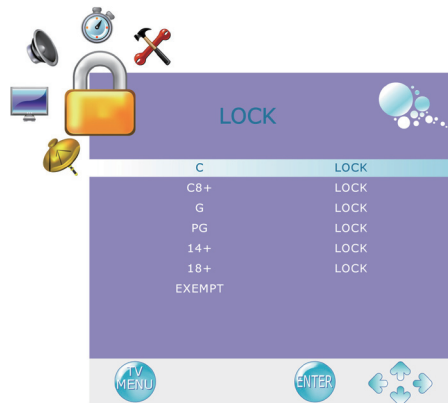 LOCK
C LOCK
C8+ LOCK
G LOCK
PG LOCK
14+ LOCK
18+ LOCK
EXEMPT
TV
MENU
ENTER